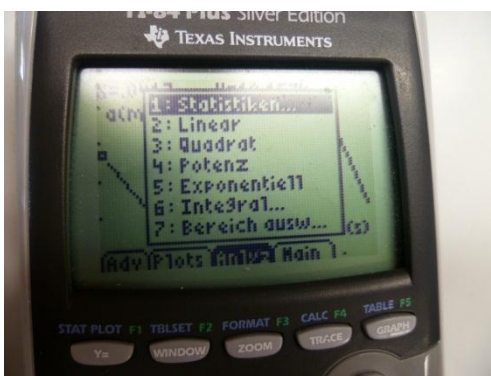 TI-84 Plus Silver Edition
TEXAS INSTRUMENTS
a(m
1:Statistiken...
2:Linear
3:Quadrat
4:Potenz
5:Exponentiell
6:Integral...
7:Bereich ausw...
(s)
Adv Plots Anlyz Main
STAT PLOT F1 TBLSET F2 FORMAT F3 CALC F4 TABLE F5
Y= WINDOW ZOOM TRACE GRAPH